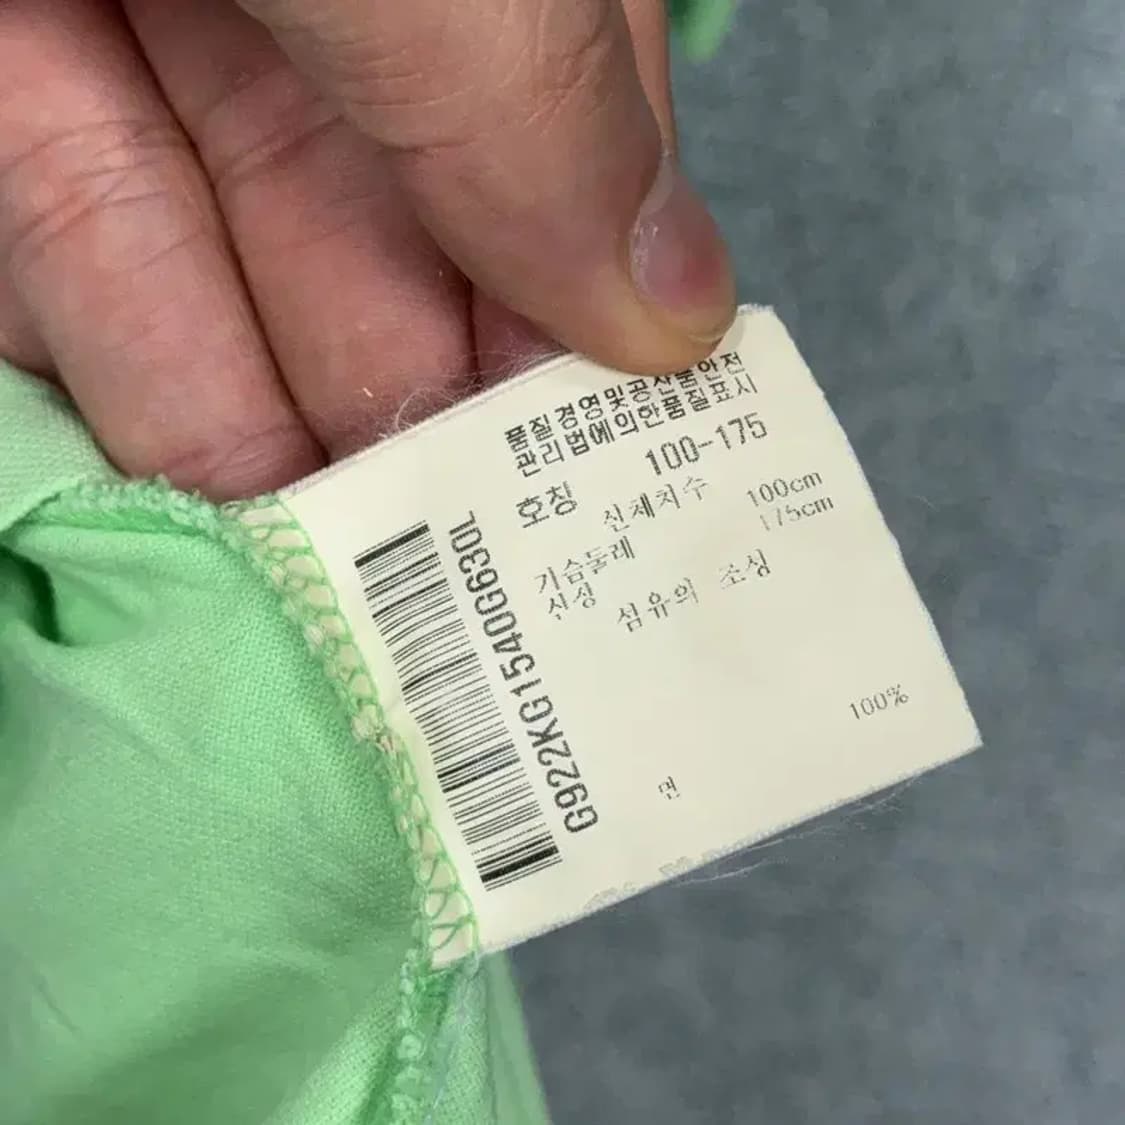 품질경영및공산품안전
관리법에의한품질표시
호칭 100-175
신체치수
가슴둘레 100cm
신장 175cm
섬유의 조성
면 100%
G922KG1540G630L